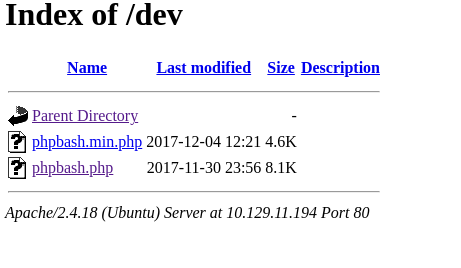 Index of /dev
Name Last modified Size Description
Parent Directory -
phpbash.min.php 2017-12-04 12:21 4.6K
phpbash.php 2017-11-30 23:56 8.1K
Apache/2.4.18 (Ubuntu) Server at 10.129.11.194 Port 80